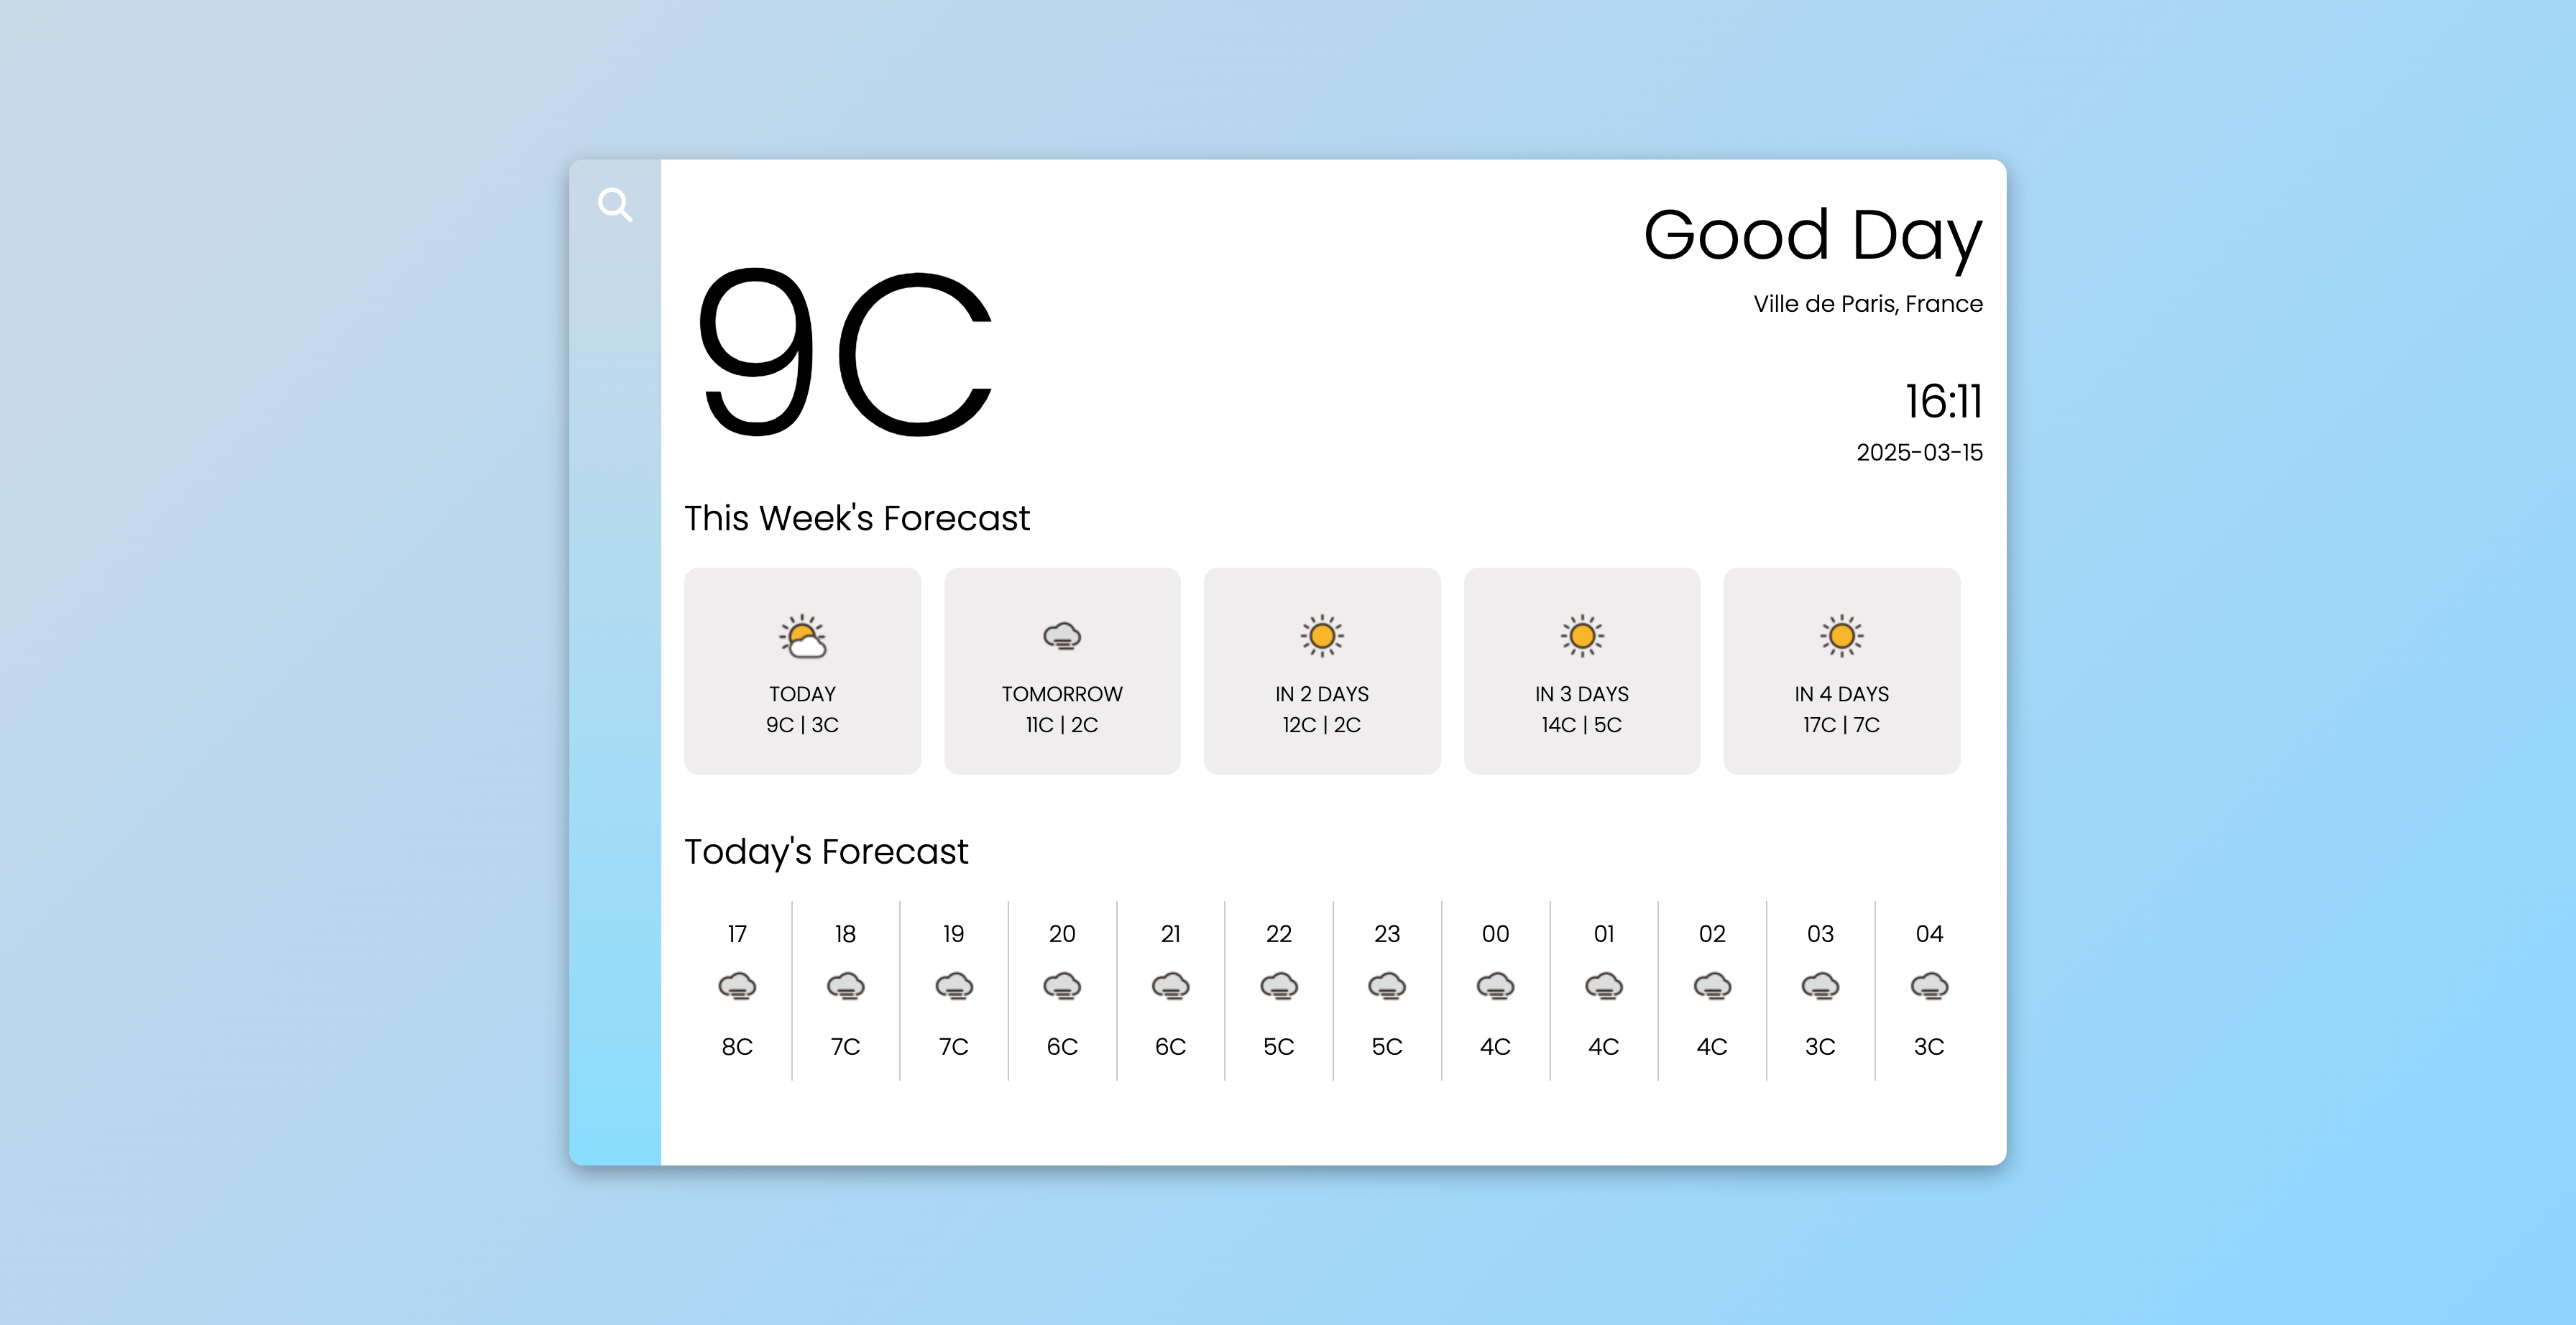 Good Day
Ville de Paris, France
9C
16:11
2025-03-15
This Week's Forecast
TODAY
9C | 3C
TOMORROW
11C | 2C
IN 2 DAYS
12C | 2C
IN 3 DAYS
14C | 5C
IN 4 DAYS
17C | 7C
Today's Forecast
17 18 19 20 21 22 23 00 01 02 03 04
8C 7C 7C 6C 6C 5C 5C 4C 4C 4C 3C 3C